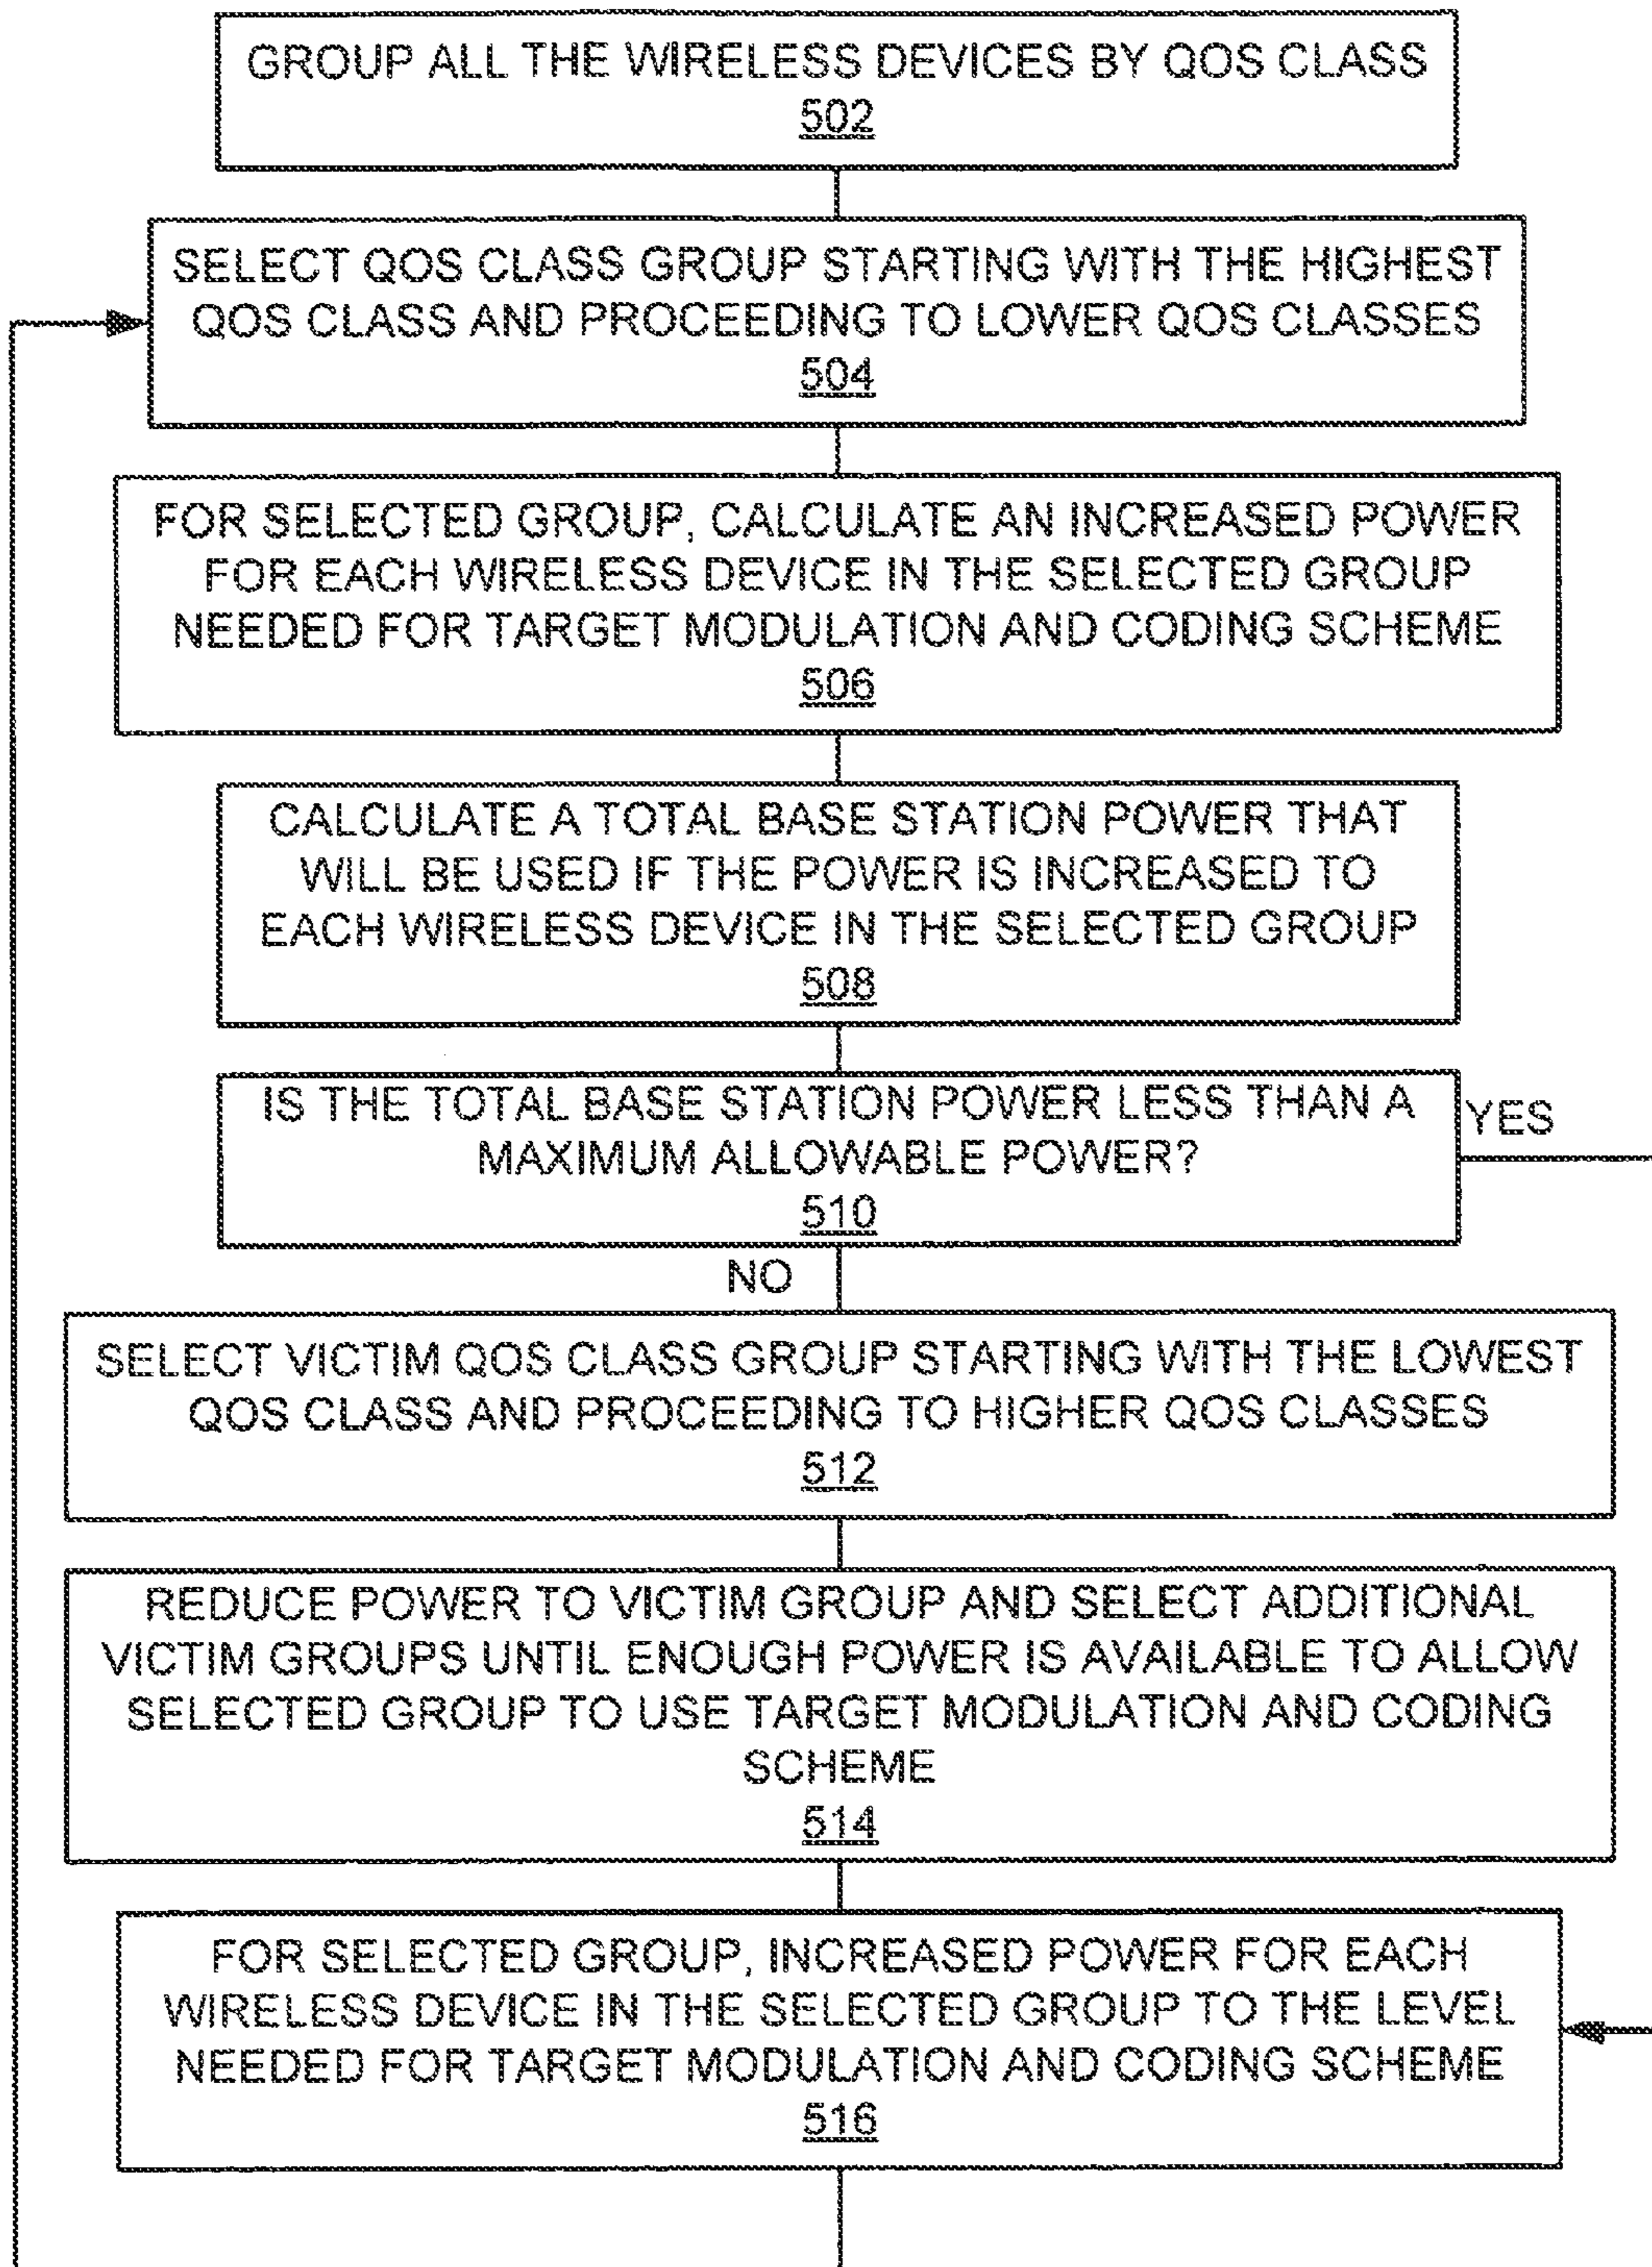 GROUP ALL THE WIRELESS DEVICES BY QOS CLASS
502
SELECT QOS CLASS GROUP STARTING WITH THE HIGHEST
QOS CLASS AND PROCEEDING TO LOWER QOS CLASSES
504
FOR SELECTED GROUP, CALCULATE AN INCREASED POWER
FOR EACH WIRELESS DEVICE IN THE SELECTED GROUP
NEEDED FOR TARGET MODULATION AND CODING SCHEME
506
CALCULATE A TOTAL BASE STATION POWER THAT
WILL BE USED IF THE POWER IS INCREASED TO
EACH WIRELESS DEVICE IN THE SELECTED GROUP
508
IS THE TOTAL BASE STATION POWER LESS THAN A
MAXIMUM ALLOWABLE POWER?
510
YES
NO
SELECT VICTIM QOS CLASS GROUP STARTING WITH THE LOWEST
QOS CLASS AND PROCEEDING TO HIGHER QOS CLASSES
512
REDUCE POWER TO VICTIM GROUP AND SELECT ADDITIONAL
VICTIM GROUPS UNTIL ENOUGH POWER IS AVAILABLE TO ALLOW
SELECTED GROUP TO USE TARGET MODULATION AND CODING
SCHEME
514
FOR SELECTED GROUP, INCREASED POWER FOR EACH
WIRELESS DEVICE IN THE SELECTED GROUP TO THE LEVEL
NEEDED FOR TARGET MODULATION AND CODING SCHEME
516